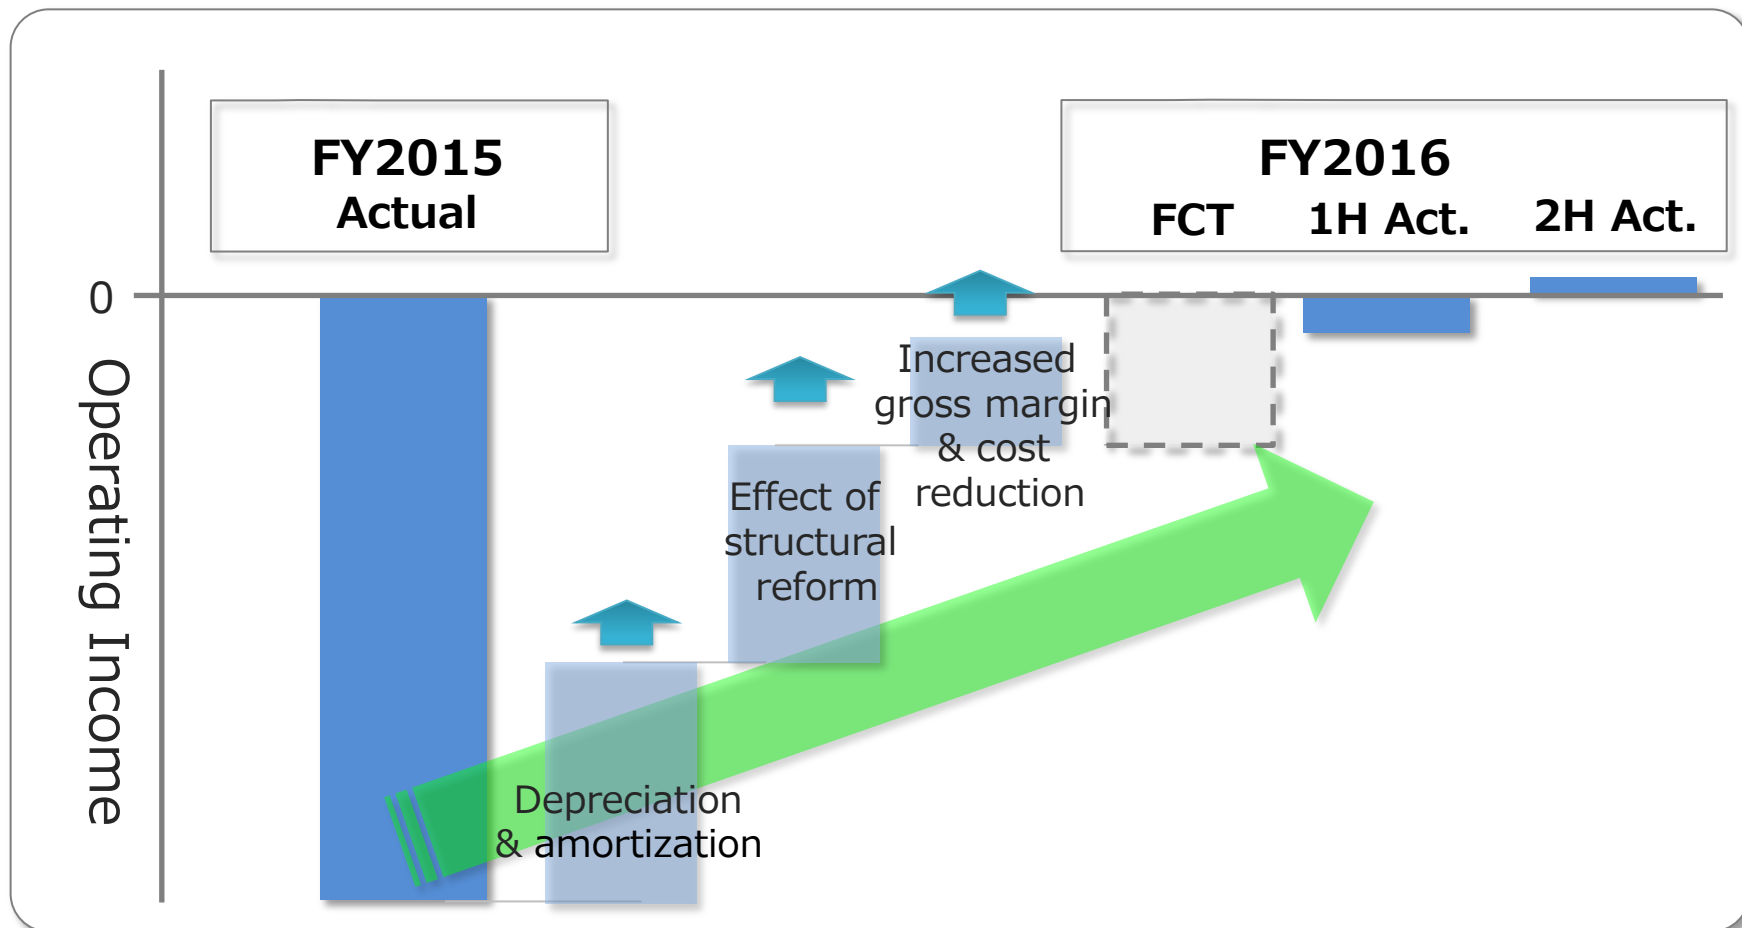 FY2015
Actual
FY2016
FCT 1H Act. 2H Act.
0
Operating Income
Increased
gross margin
& cost
reduction
Effect of
structural
reform
Depreciation
& amortization